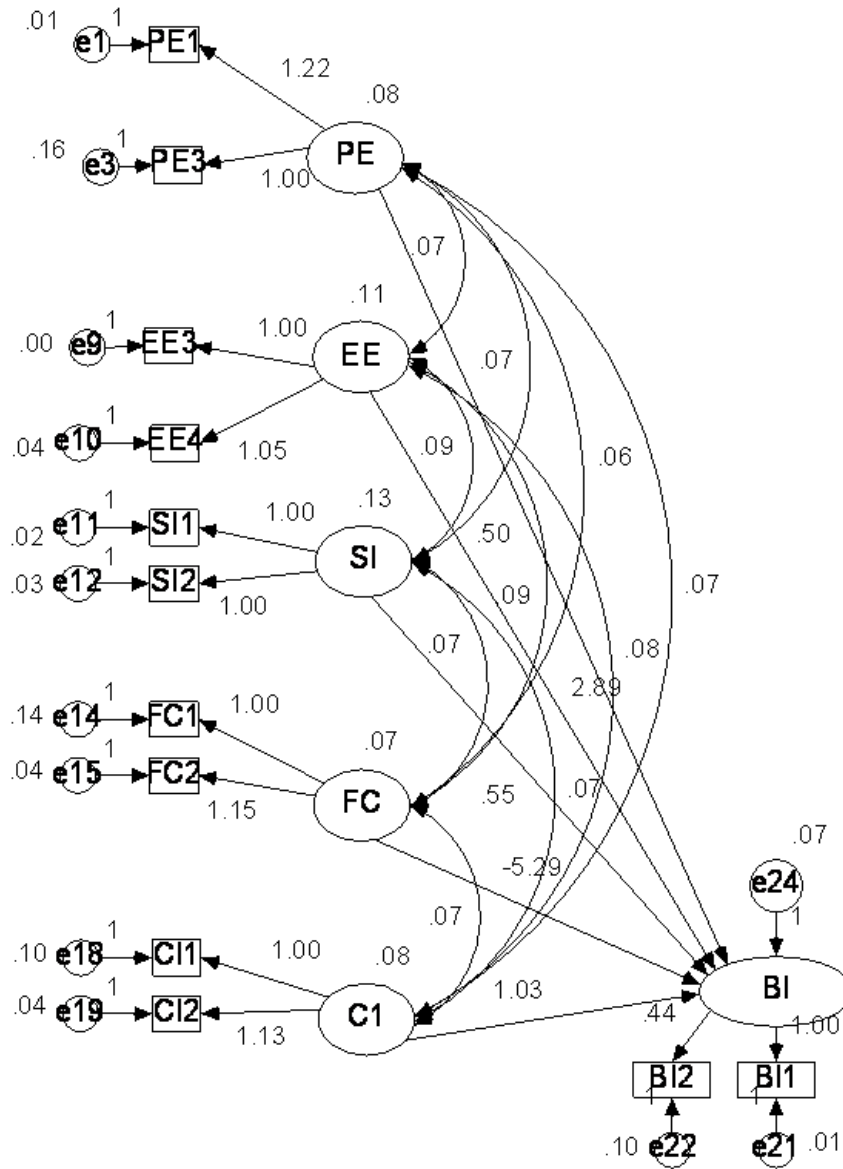 .01 1
e1 PE1
1.22
.08
.16 1
e3 PE3 PE
1.00
.07
.11
.00 1
e9 EE3 1.00 EE
.07
1
.04 e10 EE4 1.05
.09 .06
.13
1
.02 e11 SI1 1.00
.50
SI
1
.03 e12 SI2
1.00
.09 .07
.07 .08
2.89
1
.14 e14 FC1 1.00
.07
1
.04 e15 FC2 FC
1.15
.55 .07
.07
-5.29
e24
1
.07
1
.10 e18 CI1 1.00 .08
1
.04 e19 CI2 C1 1.03 BI
1.13 .44 1.00
BI2 BI1
1 1
.10 e22 e21 .01